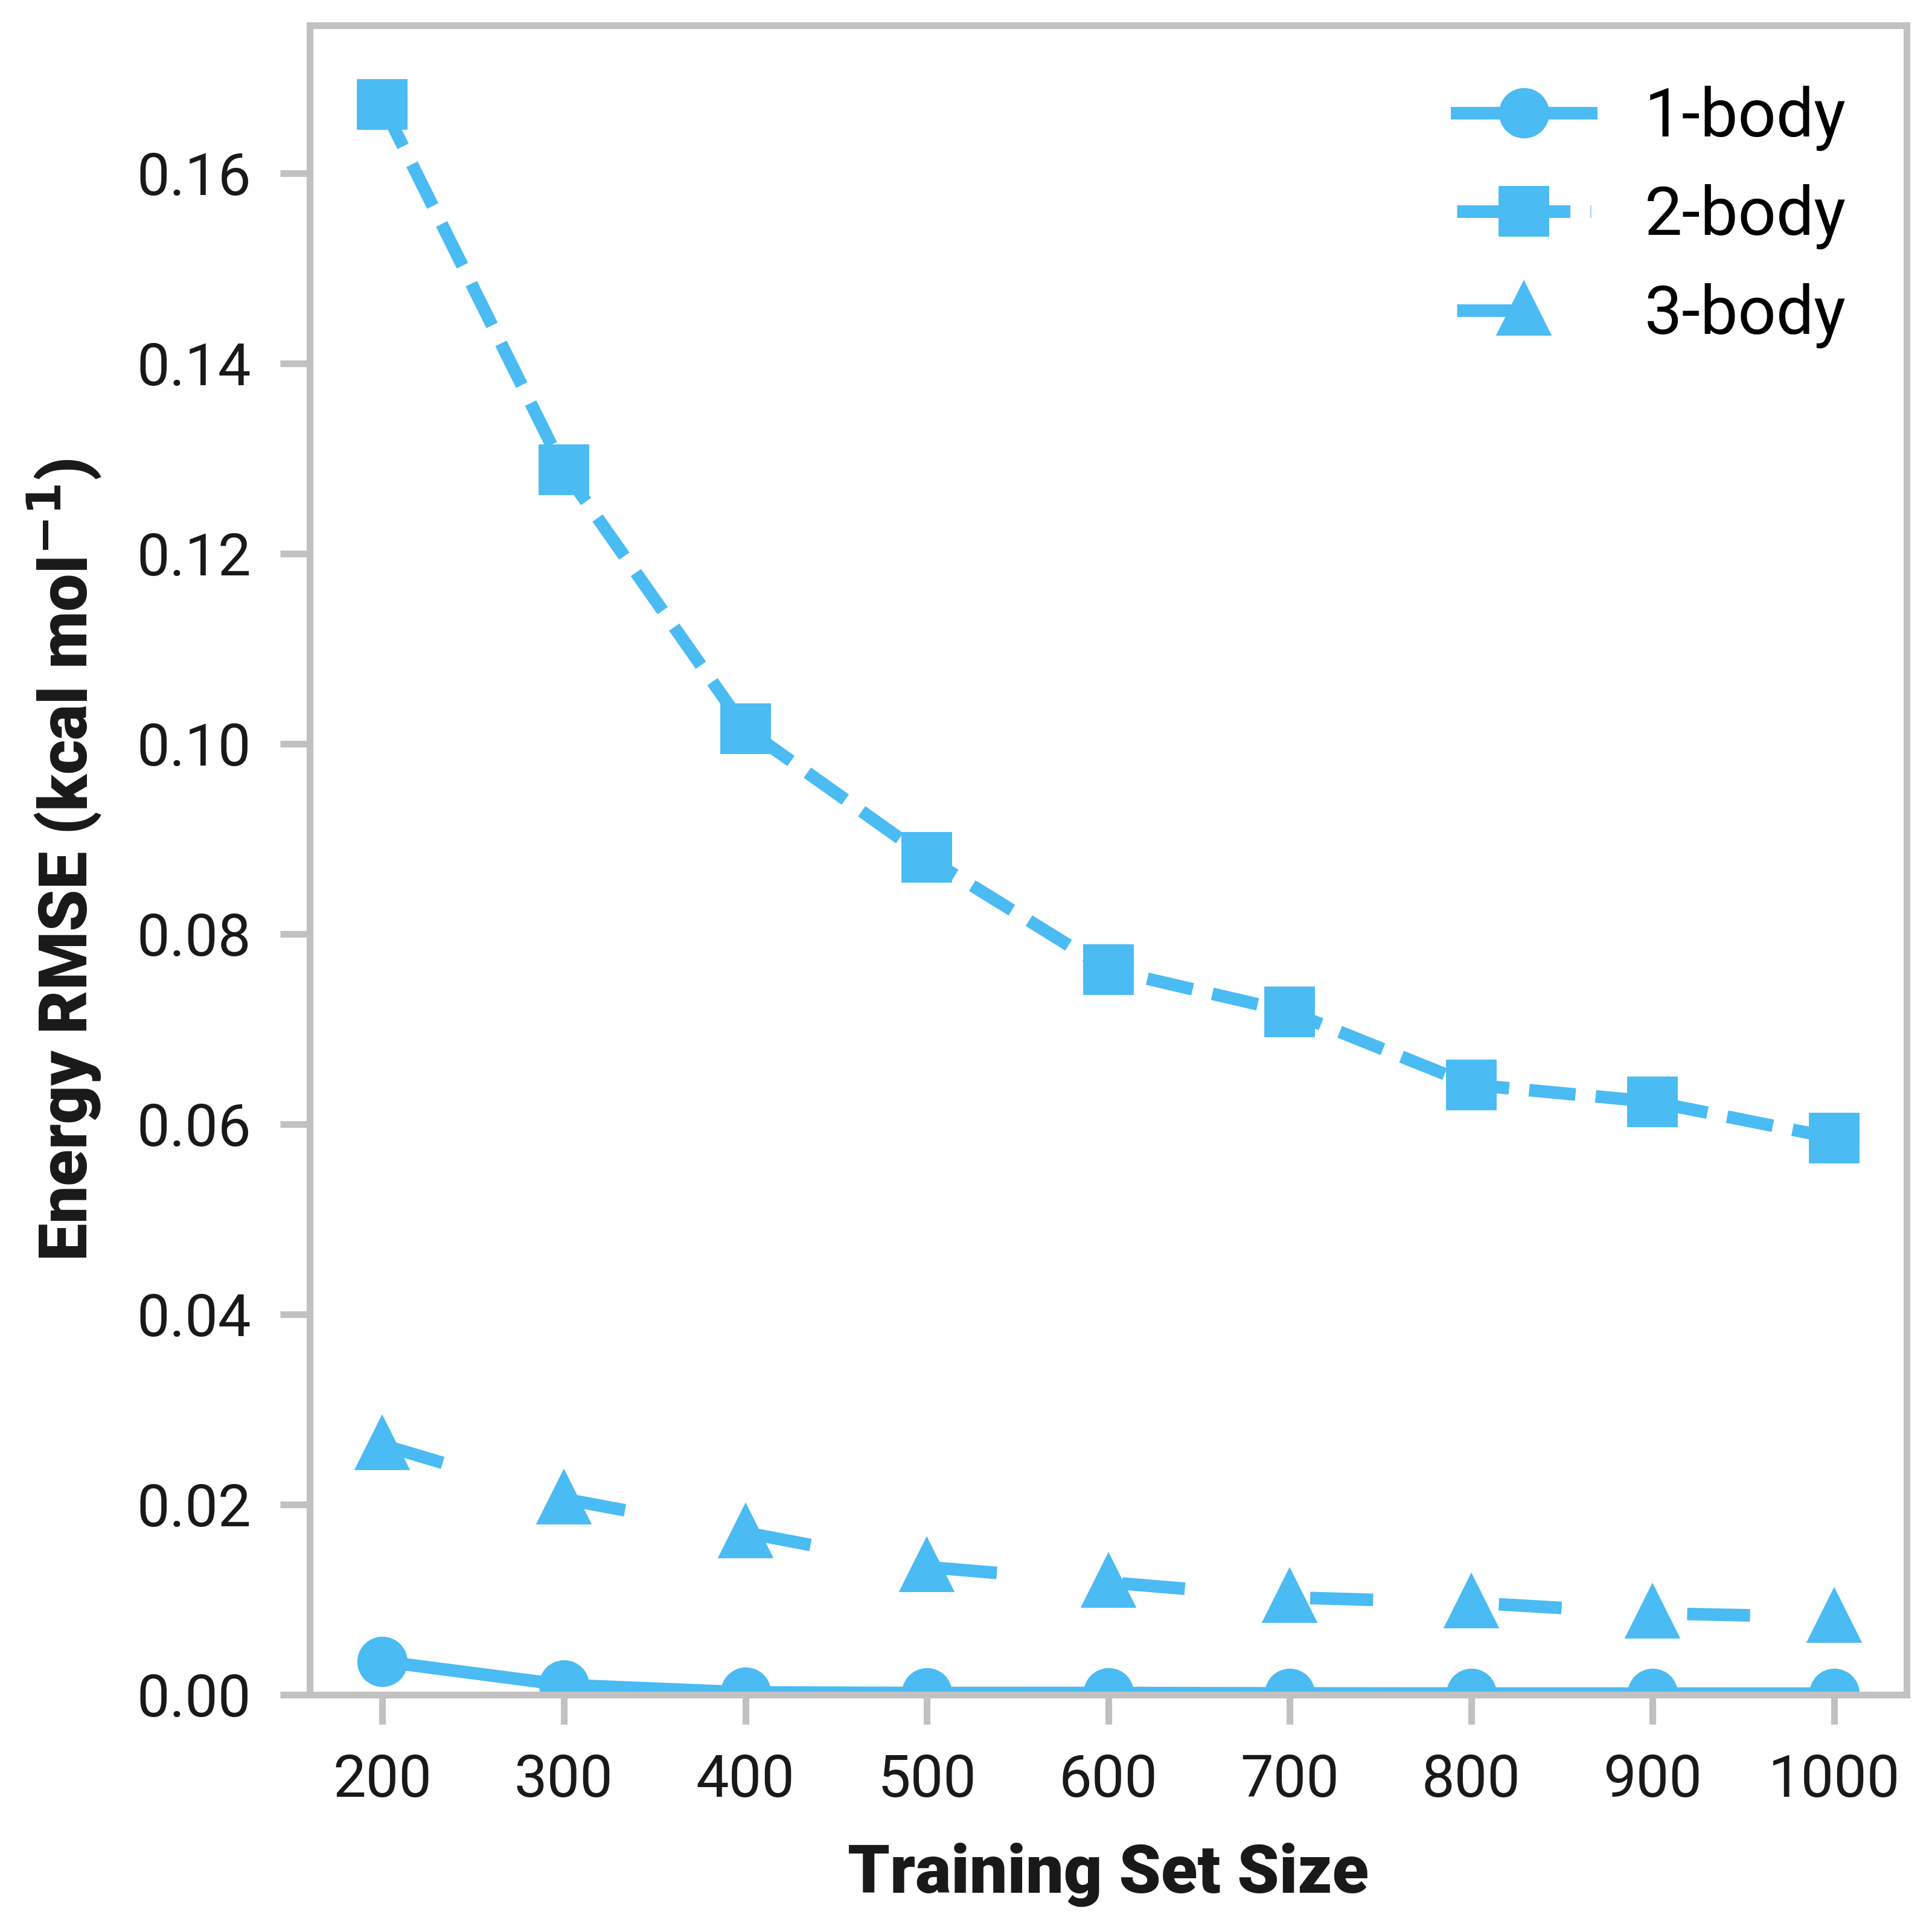 1-body
2-body
3-body
Energy RMSE (kcal mol⁻¹)
0.16
0.14
0.12
0.10
0.08
0.06
0.04
0.02
0.00
200 300 400 500 600 700 800 900 1000
Training Set Size